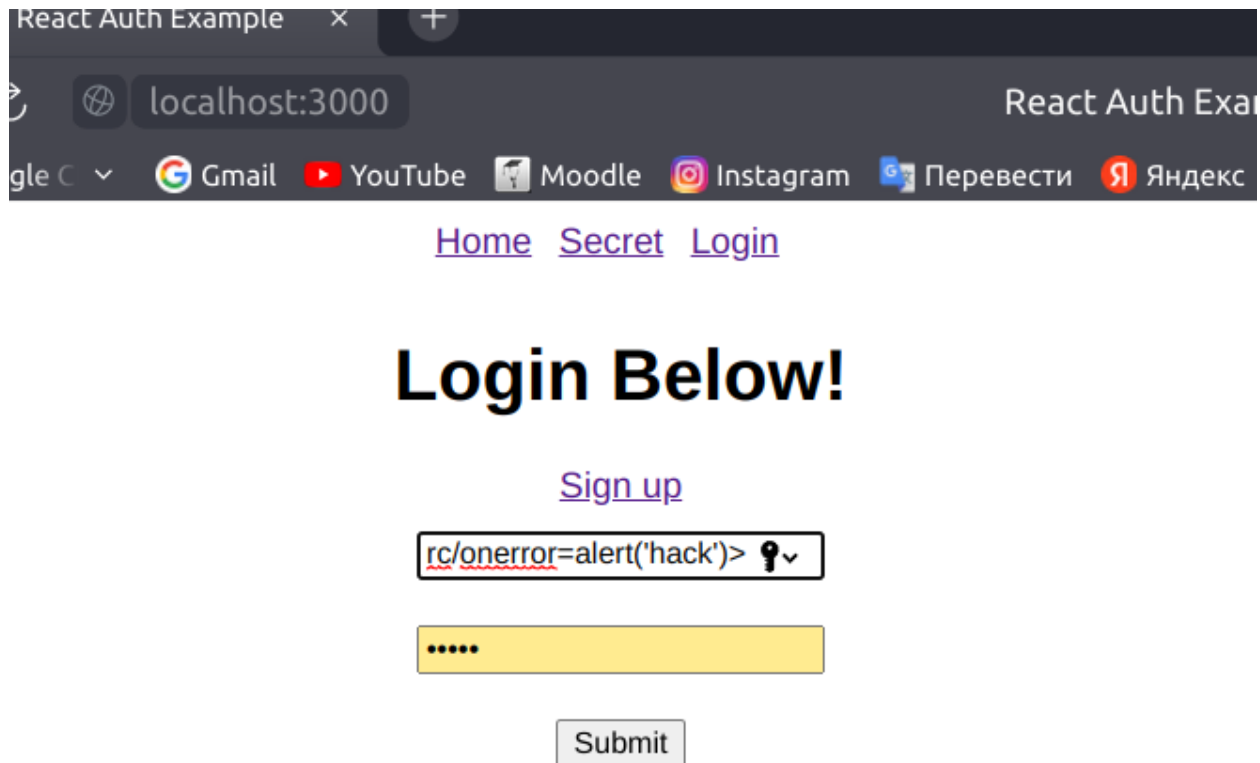 React Auth Example
localhost:3000 React Auth Exa
gle C Gmail YouTube Moodle Instagram Перевести Яндекс
Home Secret Login
Login Below!
Sign up
rc/onerror=alert('hack')>
•••••
Submit